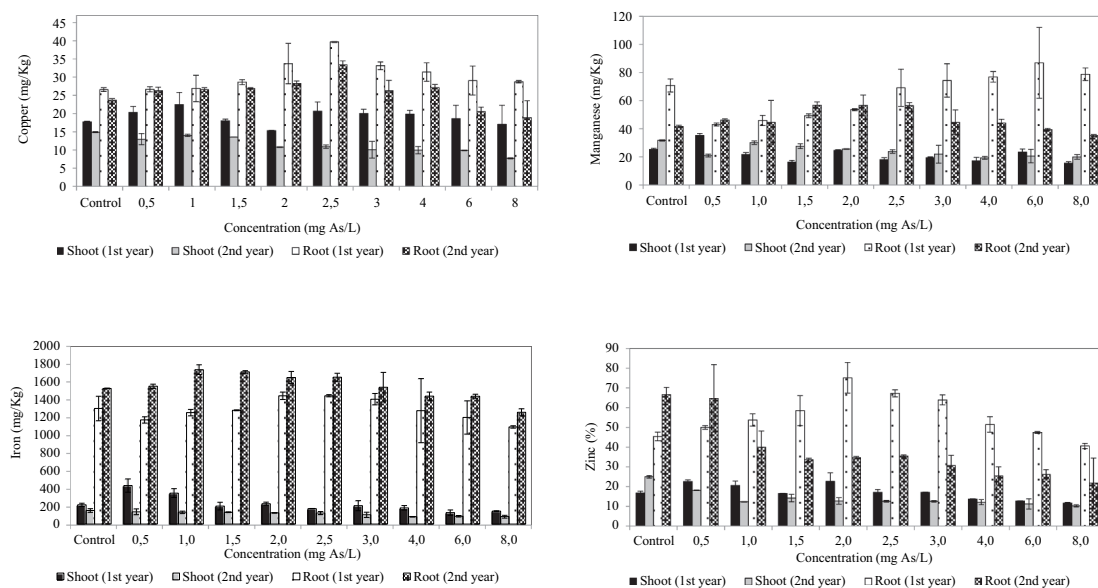 Copper (mg/Kg)
45
40
35
30
25
20
15
10
5
0
Control 0,5 1 1,5 2 2,5 3 4 6 8
Concentration (mg As/L)
Shoot (1st year) Shoot (2nd year) Root (1st year) Root (2nd year)
Manganese (mg/Kg)
120
100
80
60
40
20
0
Control 0,5 1,0 1,5 2,0 2,5 3,0 4,0 6,0 8,0
Concentration (mg As/L)
Shoot (1st year) Shoot (2nd year) Root (1st year) Root (2nd year)
Iron (mg/Kg)
2000
1800
1600
1400
1200
1000
800
600
400
200
0
Control 0,5 1,0 1,5 2,0 2,5 3,0 4,0 6,0 8,0
Concentration (mg As/L)
Shoot (1st year) Shoot (2nd year) Root (1st year) Root (2nd year)
Zinc (%)
90
80
70
60
50
40
30
20
10
0
Control 0,5 1,0 1,5 2,0 2,5 3,0 4,0 6,0 8,0
Concentration (mg As/L)
Shoot (1st year) Shoot (2nd year) Root (1st year) Root (2nd year)